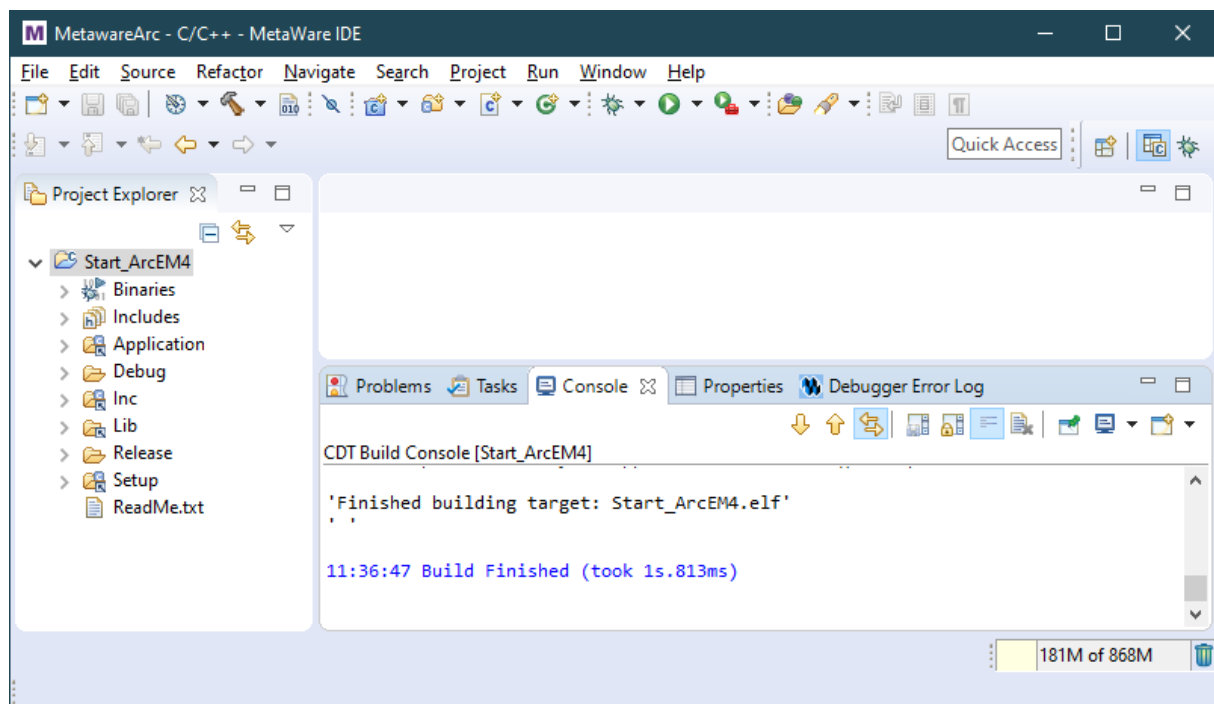 MetawareArc - C/C++ - MetaWare IDE
File Edit Source Refactor Navigate Search Project Run Window Help
Quick Access
Project Explorer
Start_ArcEM4
Binaries
Includes
Application
Debug
Inc
Lib
Release
Setup
ReadMe.txt
Problems Tasks Console Properties Debugger Error Log
CDT Build Console [Start_ArcEM4]
'Finished building target: Start_ArcEM4.elf'
' '
11:36:47 Build Finished (took 1s.813ms)
181M of 868M